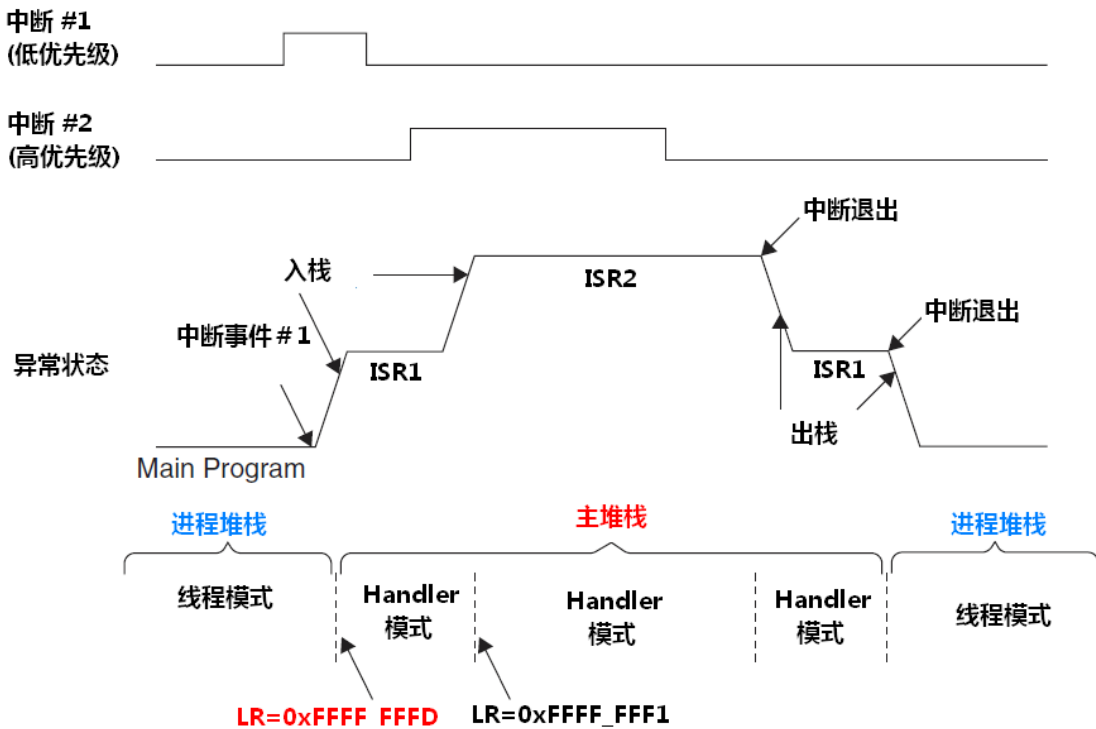 中断 #1
(低优先级)
中断 #2
(高优先级)
中断退出
入栈
ISR2
中断事件#1
中断退出
异常状态
ISR1
ISR1
出栈
Main Program
进程堆栈
主堆栈
进程堆栈
线程模式
Handler
模式
Handler
模式
Handler
模式
线程模式
LR=0xFFFF_FFFD
LR=0xFFFF_FFF1